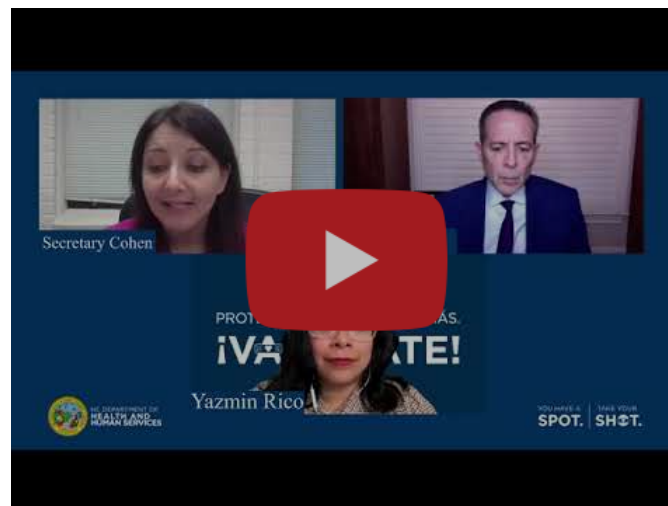 Secretary Cohen
PROT ÁS.
¡VA ATE!
Yazmin Rico
NC DEPARTMENT OF
HEALTH AND
HUMAN SERVICES
YOU HAVE A TAKE YOUR
SPOT. SHOT.